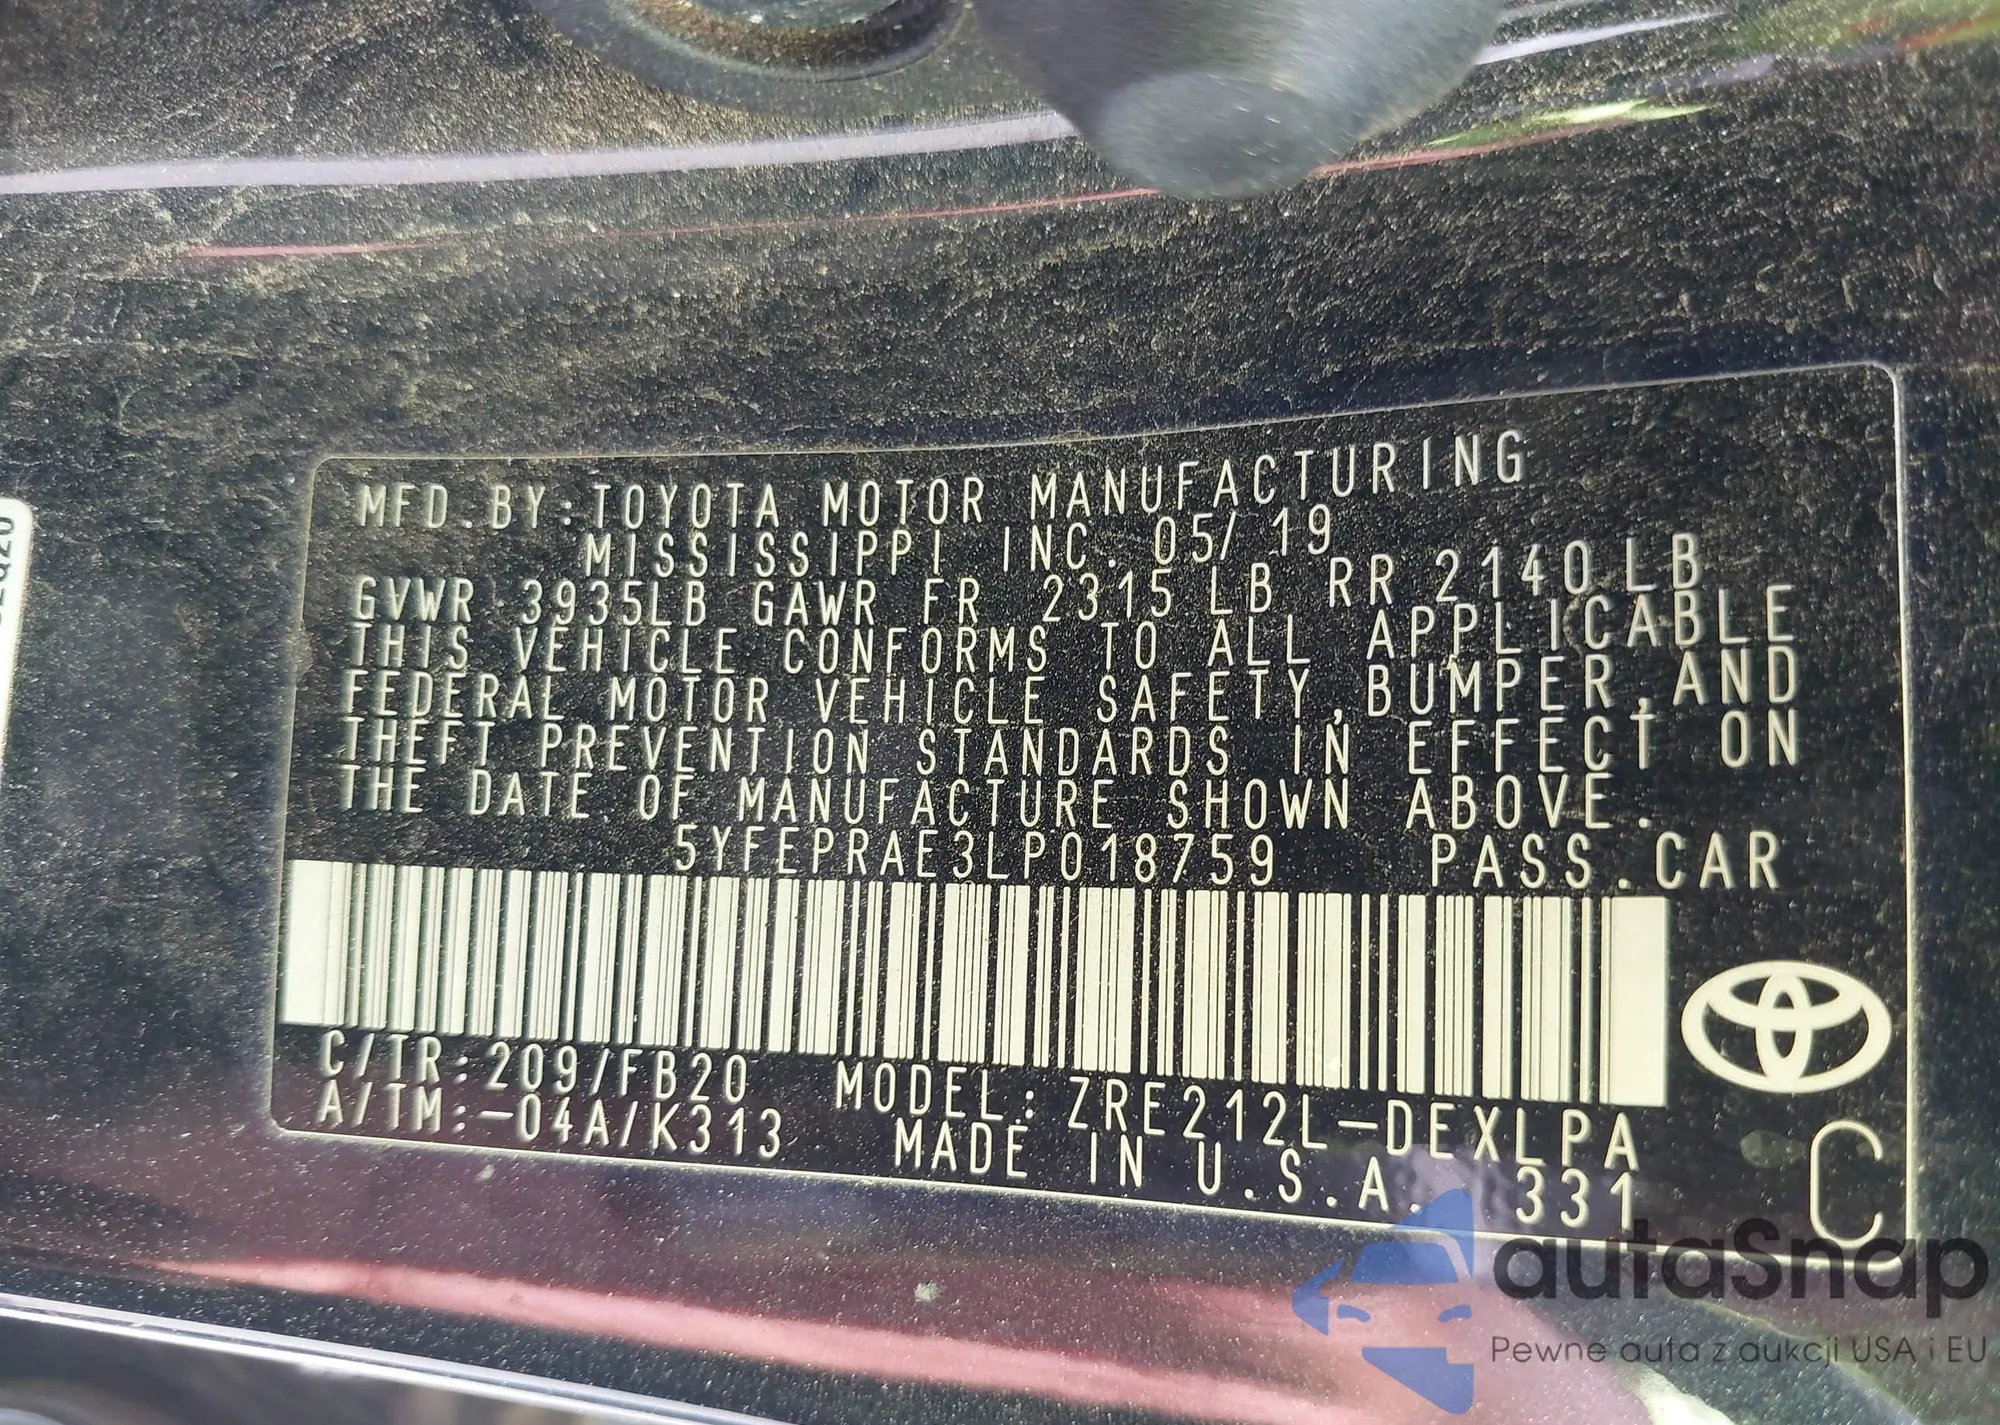 MFD.BY:TOYOTA MOTOR MANUFACTURING
MISSISSIPPI INC. 05/19
GVWR 3935LB GAWR FR 2315 LB RR 2140LB
THIS VEHICLE CONFORMS TO ALL APPLICABLE
FEDERAL MOTOR VEHICLE SAFETY,BUMPER,AND
THEFT PREVENTION STANDARDS IN EFFECT ON
THE DATE OF MANUFACTURE SHOWN ABOVE.
5YFEPRAE3LP018759 PASS.CAR
C/TR:209/FB20 MODEL:ZRE212L-DEXLPA
A/TM:-04A/K313 MADE IN U.S.A. 331
C
autaSnap
Pewne auta z aukcji USA i EU